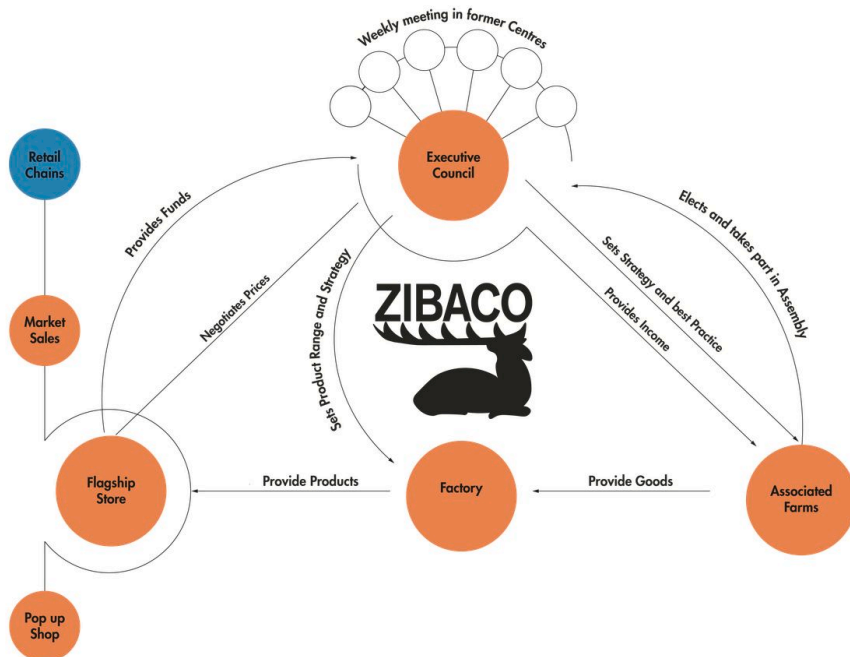 Weekly meeting in former Centres
Executive
Council
Retail
Chains
Provides Funds
Negotiates Prices
Sets Product Range and Strategy
Sets Strategy and best Practice
Provides Income
Elects and takes part in Assembly
ZIBACO
Market
Sales
Flagship
Store
Provide Products
Factory
Provide Goods
Associated
Farms
Pop up
Shop